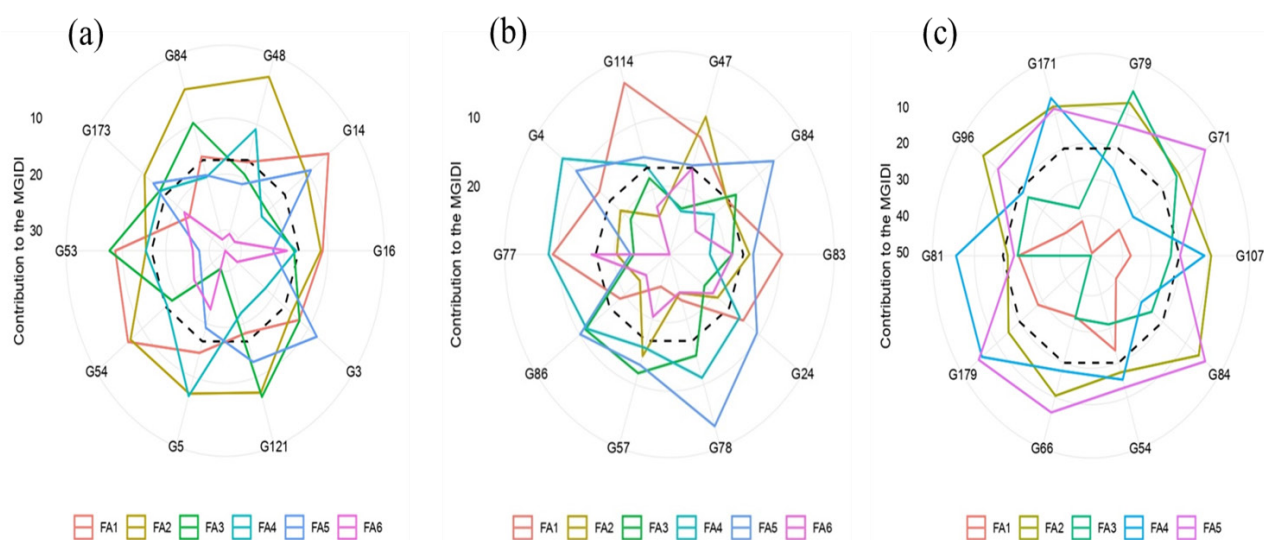 (a)
G84
G48
10
G173
G14
20
30
G53
G16
G54
G3
G5
G121
Contribution to the MGIDI
FA1 FA2 FA3 FA4 FA5 FA6
(b)
G114
G47
10
G4
G84
20
G77
G83
G86
G24
G57
G78
Contribution to the MGIDI
FA1 FA2 FA3 FA4 FA5 FA6
(c)
G171
G79
10
G96
G71
20
30
40
50
G81
G107
G179
G84
G66
G54
Contribution to the MGIDI
FA1 FA2 FA3 FA4 FA5